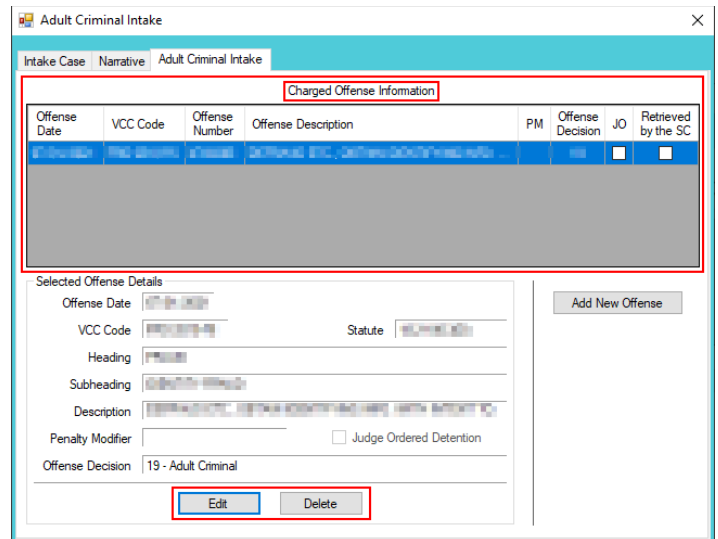 Adult Criminal Intake
Intake Case Narrative Adult Criminal Intake
Charged Offense Information
Offense Date VCC Code Offense Number Offense Description PM Offense Decision JO Retrieved by the SC
Selected Offense Details
Offense Date
Add New Offense
VCC Code Statute
Heading
Subheading
Description
Penalty Modifier Judge Ordered Detention
Offense Decision 19 - Adult Criminal
Edit Delete